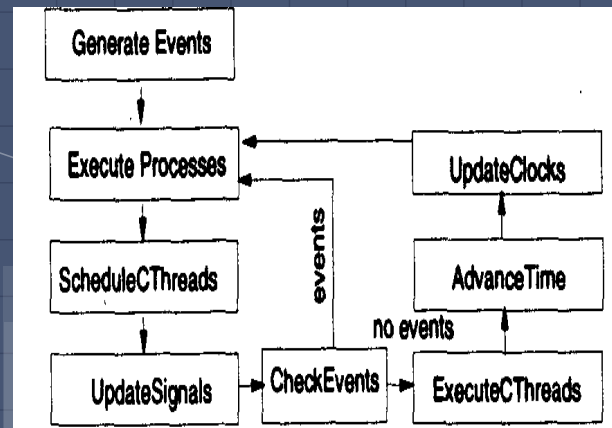 Generate Events
Execute Processes
UpdateClocks
events
ScheduleCThreads
AdvanceTime
no events
UpdateSignals
CheckEvents
ExecuteCThreads